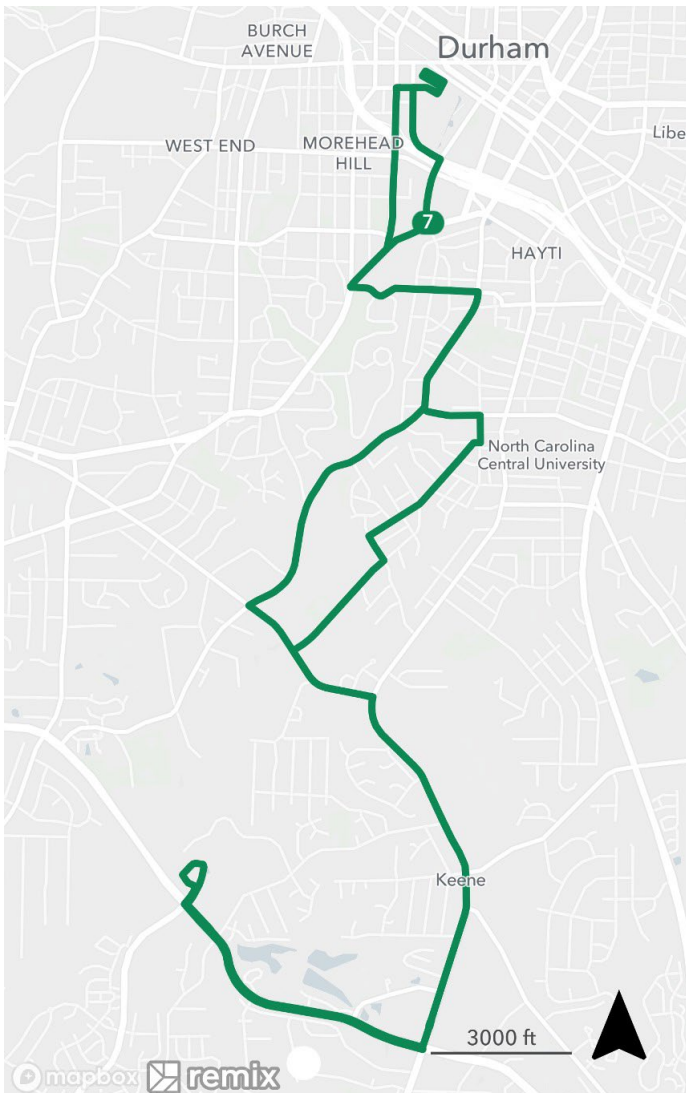 BURCH
AVENUE
Durham
Libe
WEST END
MOREHEAD
HILL
7
HAYTI
North Carolina
Central University
Keene
3000 ft
mapbox remix